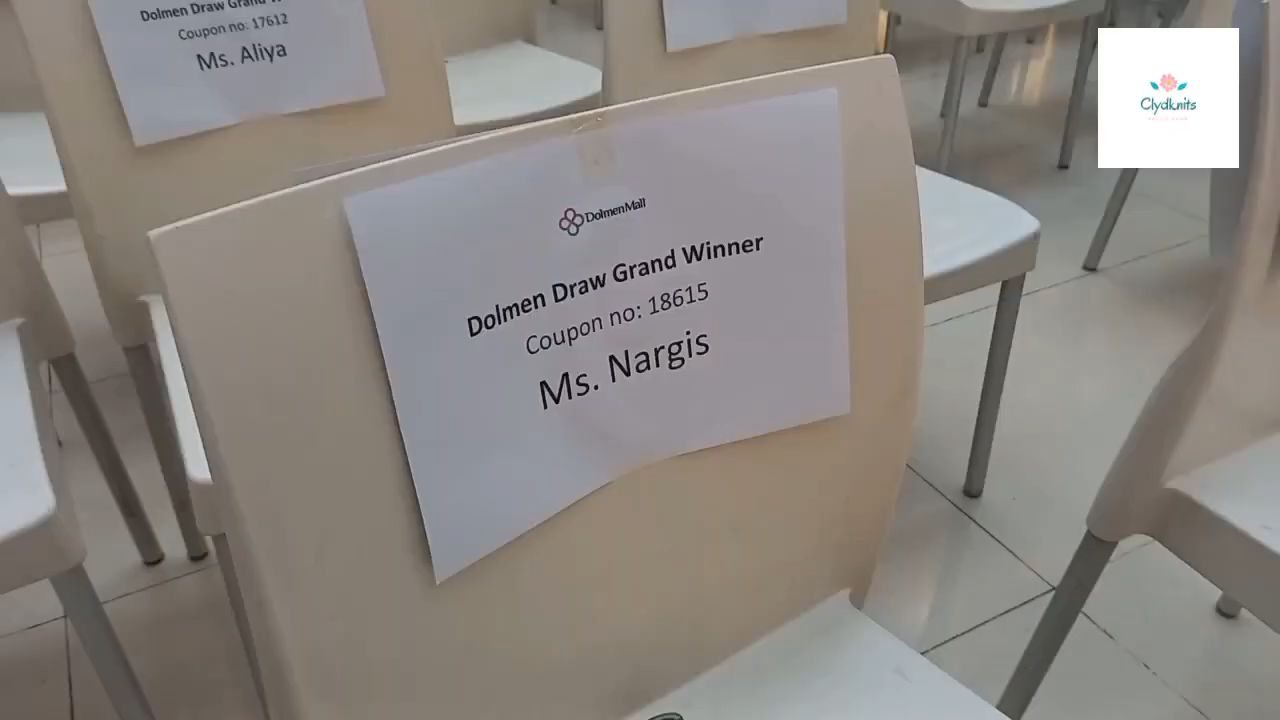 Dolmen Draw Grand
Coupon no: 17612
Ms. Aliya
DolmenMall
Dolmen Draw Grand Winner
Coupon no: 18615
Ms. Nargis
Clydknits